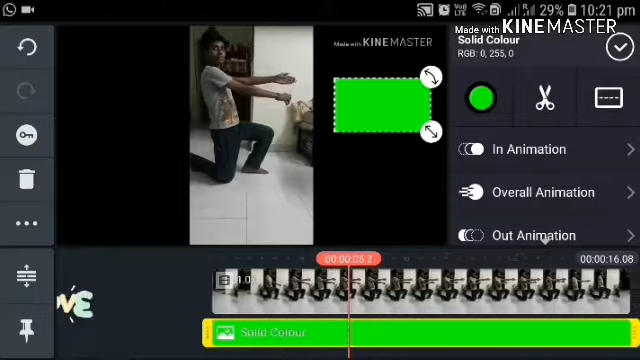 VoLTE
29% 10:21 pm
Made with KINEMASTER
Solid Colour
RGB: 0, 255, 0
Made with KINEMASTER
In Animation
Overall Animation
Out Animation
00:00:05.2
00:00:16.08
Solid Colour